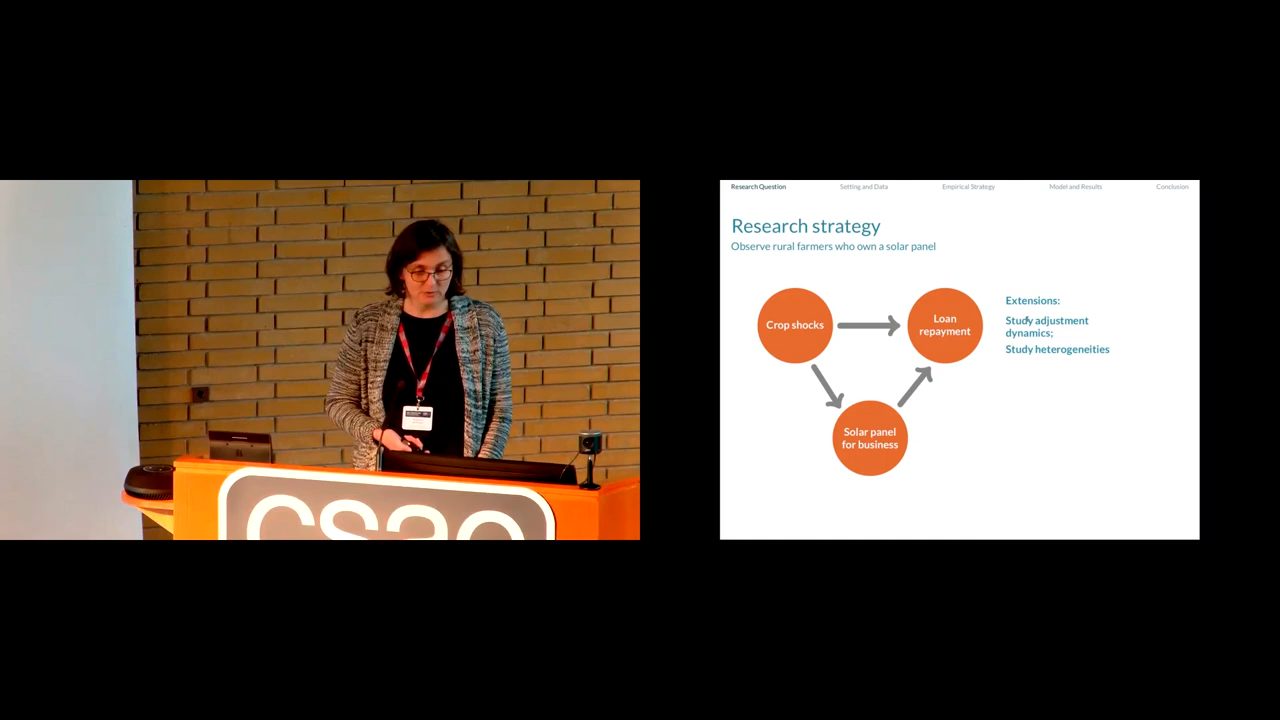 csae
Research Question Setting and Data Empirical Strategy Model and Results Conclusion
Research strategy
Observe rural farmers who own a solar panel
Crop shocks
Loan
repayment
Solar panel
for business
Extensions:
Study adjustment
dynamics;
Study heterogeneities